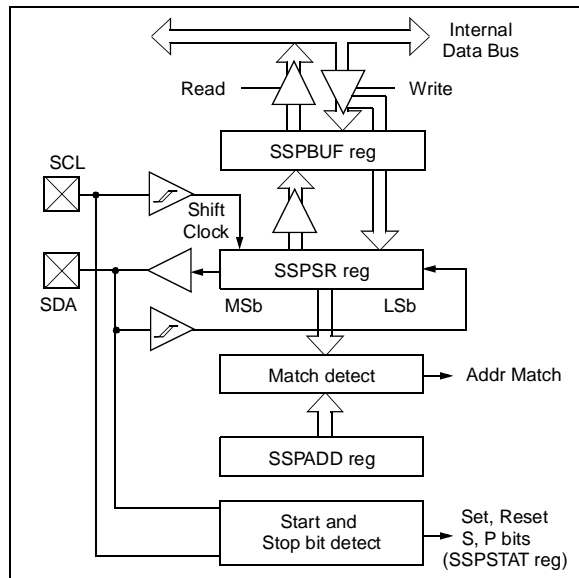 Internal
Data Bus
Read
Write
SSPBUF reg
SCL
Shift
Clock
SSPSR reg
SDA
MSb
LSb
Match detect
Addr Match
SSPADD reg
Start and
Stop bit detect
Set, Reset
S, P bits
(SSPSTAT reg)